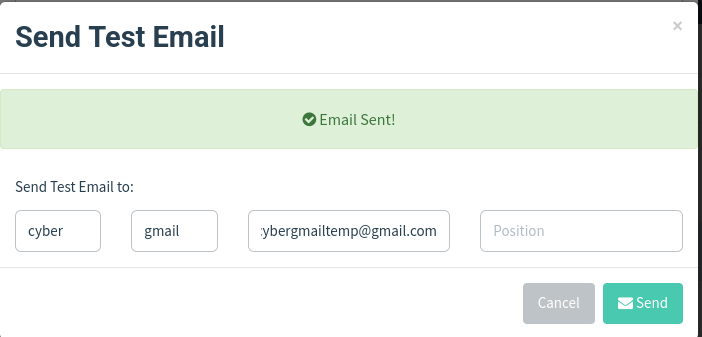 Send Test Email
×
Email Sent!
Send Test Email to:
cyber gmail ybergmailtemp@gmail.com Position
Cancel Send